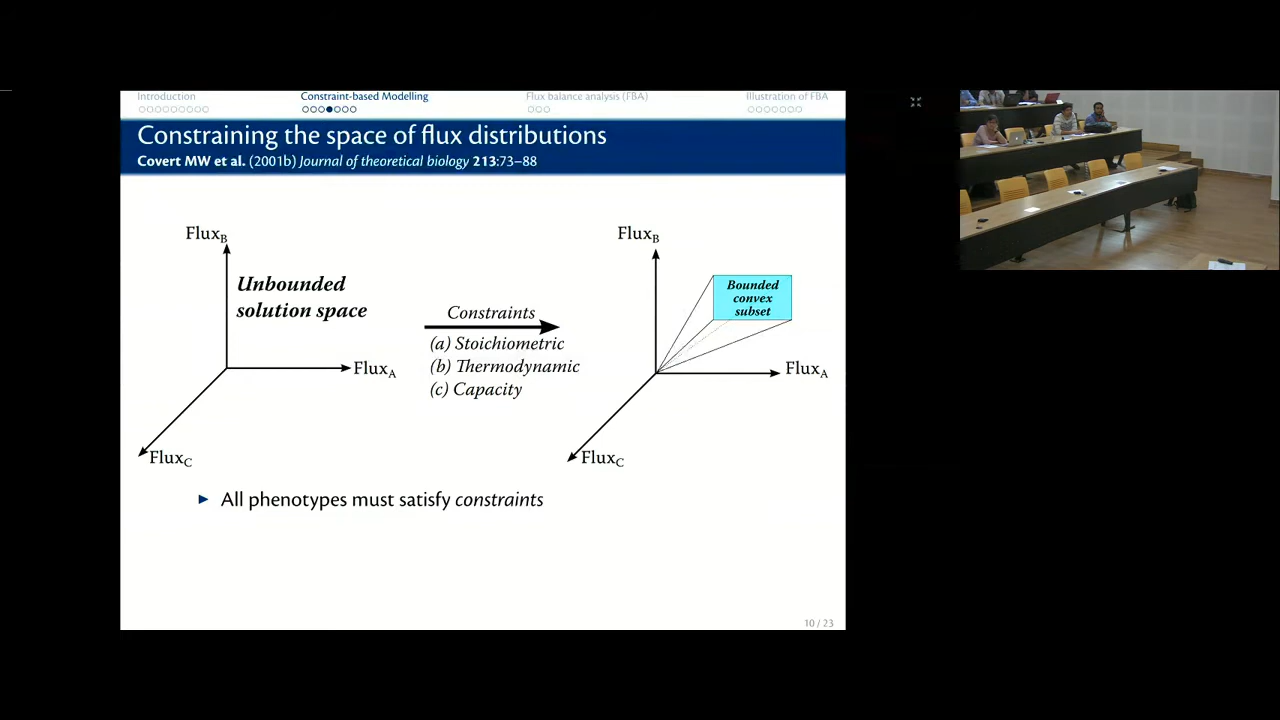 Introduction
Constraint-based Modelling
Flux balance analysis (FBA)
Illustration of FBA
Constraining the space of flux distributions
Covert MW et al. (2001b) Journal of theoretical biology 213:73–88
Flux_B
Unbounded
solution space
Flux_A
Flux_C
Constraints
(a) Stoichiometric
(b) Thermodynamic
(c) Capacity
Flux_B
Bounded
convex
subset
Flux_A
Flux_C
► All phenotypes must satisfy constraints
10 / 23